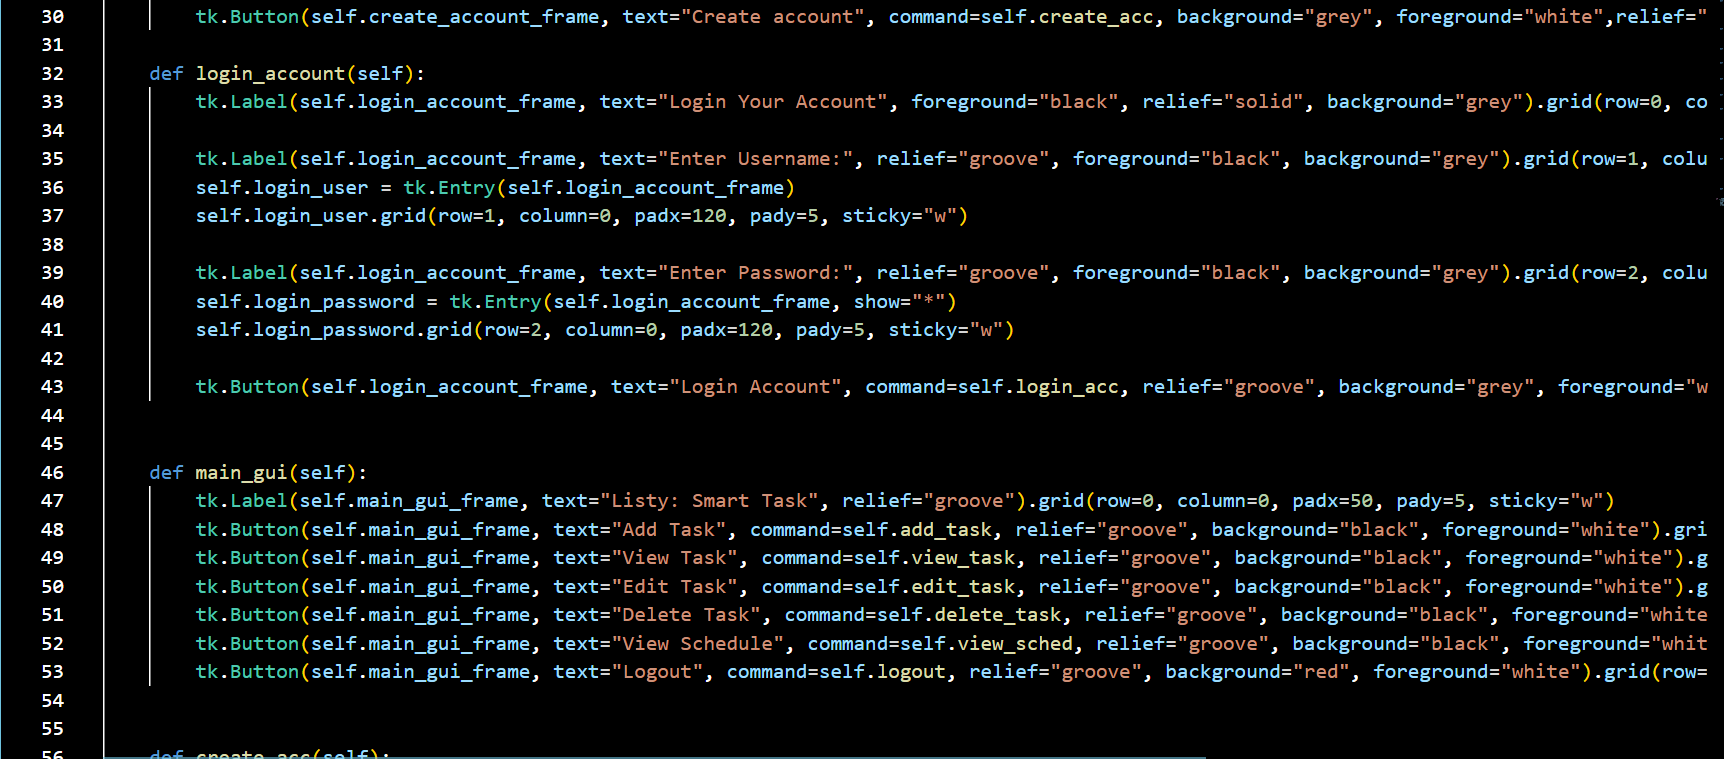 30 tk.Button(self.create_account_frame, text="Create account", command=self.create_acc, background="grey", foreground="white",relief="
31
32 def login_account(self):
33 tk.Label(self.login_account_frame, text="Login Your Account", foreground="black", relief="solid", background="grey").grid(row=0, co
34
35 tk.Label(self.login_account_frame, text="Enter Username:", relief="groove", foreground="black", background="grey").grid(row=1, colu
36 self.login_user = tk.Entry(self.login_account_frame)
37 self.login_user.grid(row=1, column=0, padx=120, pady=5, sticky="w")
38
39 tk.Label(self.login_account_frame, text="Enter Password:", relief="groove", foreground="black", background="grey").grid(row=2, colu
40 self.login_password = tk.Entry(self.login_account_frame, show="*")
41 self.login_password.grid(row=2, column=0, padx=120, pady=5, sticky="w")
42
43 tk.Button(self.login_account_frame, text="Login Account", command=self.login_acc, relief="groove", background="grey", foreground="w
44
45
46 def main_gui(self):
47 tk.Label(self.main_gui_frame, text="Listy: Smart Task", relief="groove").grid(row=0, column=0, padx=50, pady=5, sticky="w")
48 tk.Button(self.main_gui_frame, text="Add Task", command=self.add_task, relief="groove", background="black", foreground="white").gri
49 tk.Button(self.main_gui_frame, text="View Task", command=self.view_task, relief="groove", background="black", foreground="white").g
50 tk.Button(self.main_gui_frame, text="Edit Task", command=self.edit_task, relief="groove", background="black", foreground="white").g
51 tk.Button(self.main_gui_frame, text="Delete Task", command=self.delete_task, relief="groove", background="black", foreground="white
52 tk.Button(self.main_gui_frame, text="View Schedule", command=self.view_sched, relief="groove", background="black", foreground="whit
53 tk.Button(self.main_gui_frame, text="Logout", command=self.logout, relief="groove", background="red", foreground="white").grid(row=
54
55
56 def create_acc(self):